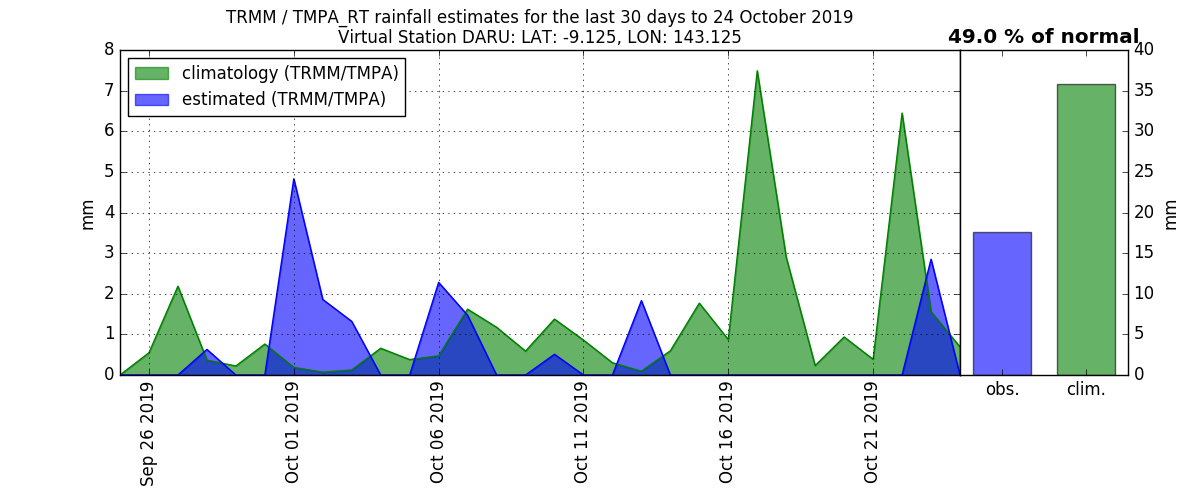 TRMM / TMPA_RT rainfall estimates for the last 30 days to 24 October 2019
Virtual Station DARU: LAT: -9.125, LON: 143.125
49.0 % of normal
climatology (TRMM/TMPA)
estimated (TRMM/TMPA)
8
7
6
5
4
3
2
1
0
mm
40
35
30
25
20
15
10
5
0
mm
Sep 26 2019
Oct 01 2019
Oct 06 2019
Oct 11 2019
Oct 16 2019
Oct 21 2019
obs.
clim.